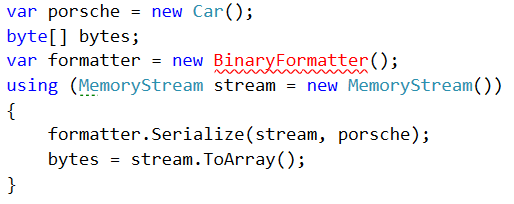 var porsche = new Car();
byte[] bytes;
var formatter = new BinaryFormatter();
using (MemoryStream stream = new MemoryStream())
{
    formatter.Serialize(stream, porsche);
    bytes = stream.ToArray();
}